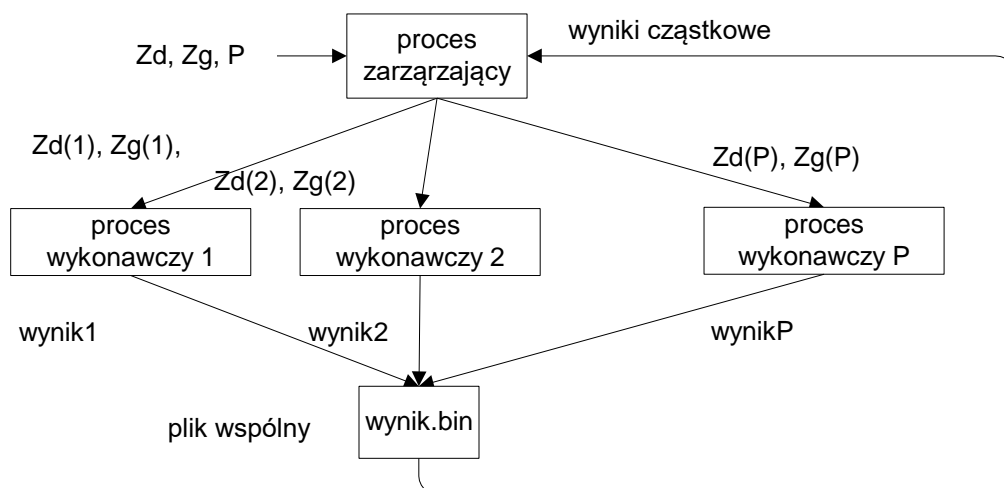 wyniki cząstkowe
Zd, Zg, P
proces
zarządzający
Zd(1), Zg(1),
Zd(2), Zg(2)
Zd(P), Zg(P)
proces
wykonawczy 1
proces
wykonawczy 2
proces
wykonawczy P
wynik1
wynik2
wynikP
plik wspólny
wynik.bin